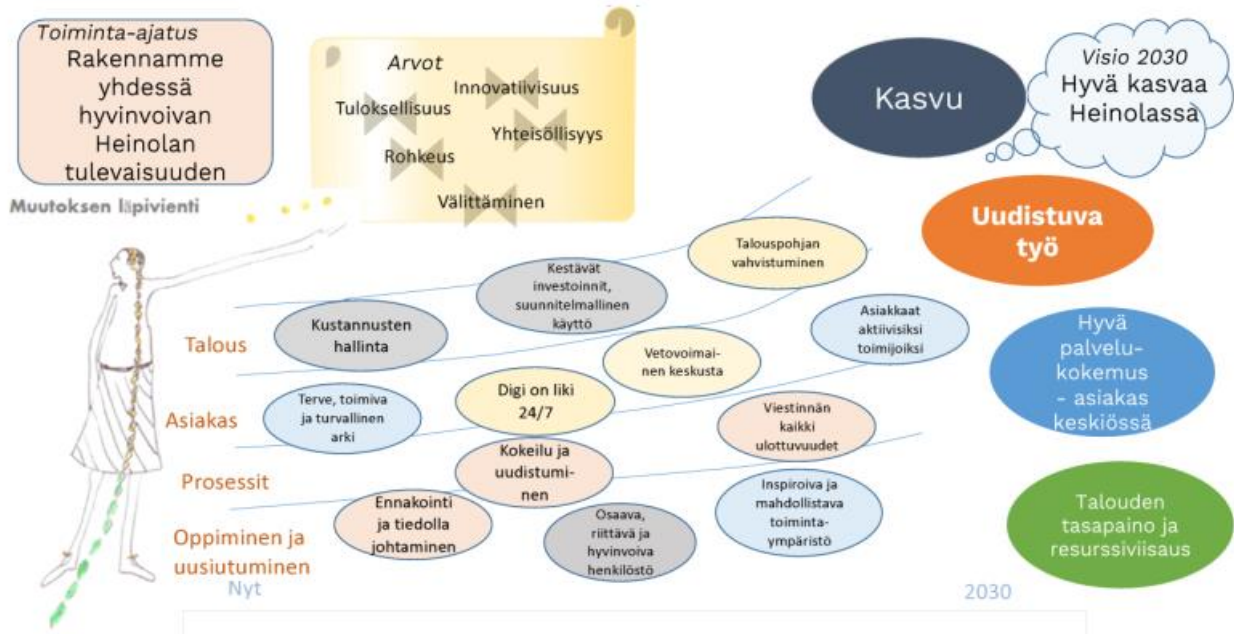 Toiminta-ajatus
Rakennamme
yhdessä
hyvinvoivan
Heinolan
tulevaisuuden
Arvot
Innovatiivisuus
Tuloksellisuus
Yhteisöllisyys
Rohkeus
Välittäminen
Kasvu
Visio 2030
Hyvä kasvaa
Heinolassa
Muutoksen läpivienti
Uudistuva
työ
Talouspohjan
vahvistuminen
Kestävät
investoinnit,
suunnitelmallinen
käyttö
Kustannusten
hallinta
Talous
Asiakkaat
aktiivisiksi
toimijoiksi
Vetovoimai-
nen keskusta
Hyvä
palvelu-
kokemus
- asiakas
keskiössä
Digi on liki
24/7
Terve, toimiva
ja turvallinen
arki
Asiakas
Viestinnän
kaikki
ulottuvuudet
Kokeilu ja
uudistumi-
nen
Prosessit
Ennakointi
ja tiedolla
johtaminen
Inspiroiva ja
mahdollistava
toiminta-
ympäristö
Osaava,
riittävä ja
hyvinvoiva
henkilöstö
Talouden
tasapaino ja
resurssiviisaus
Oppiminen ja
uusiutuminen
Nyt
2030